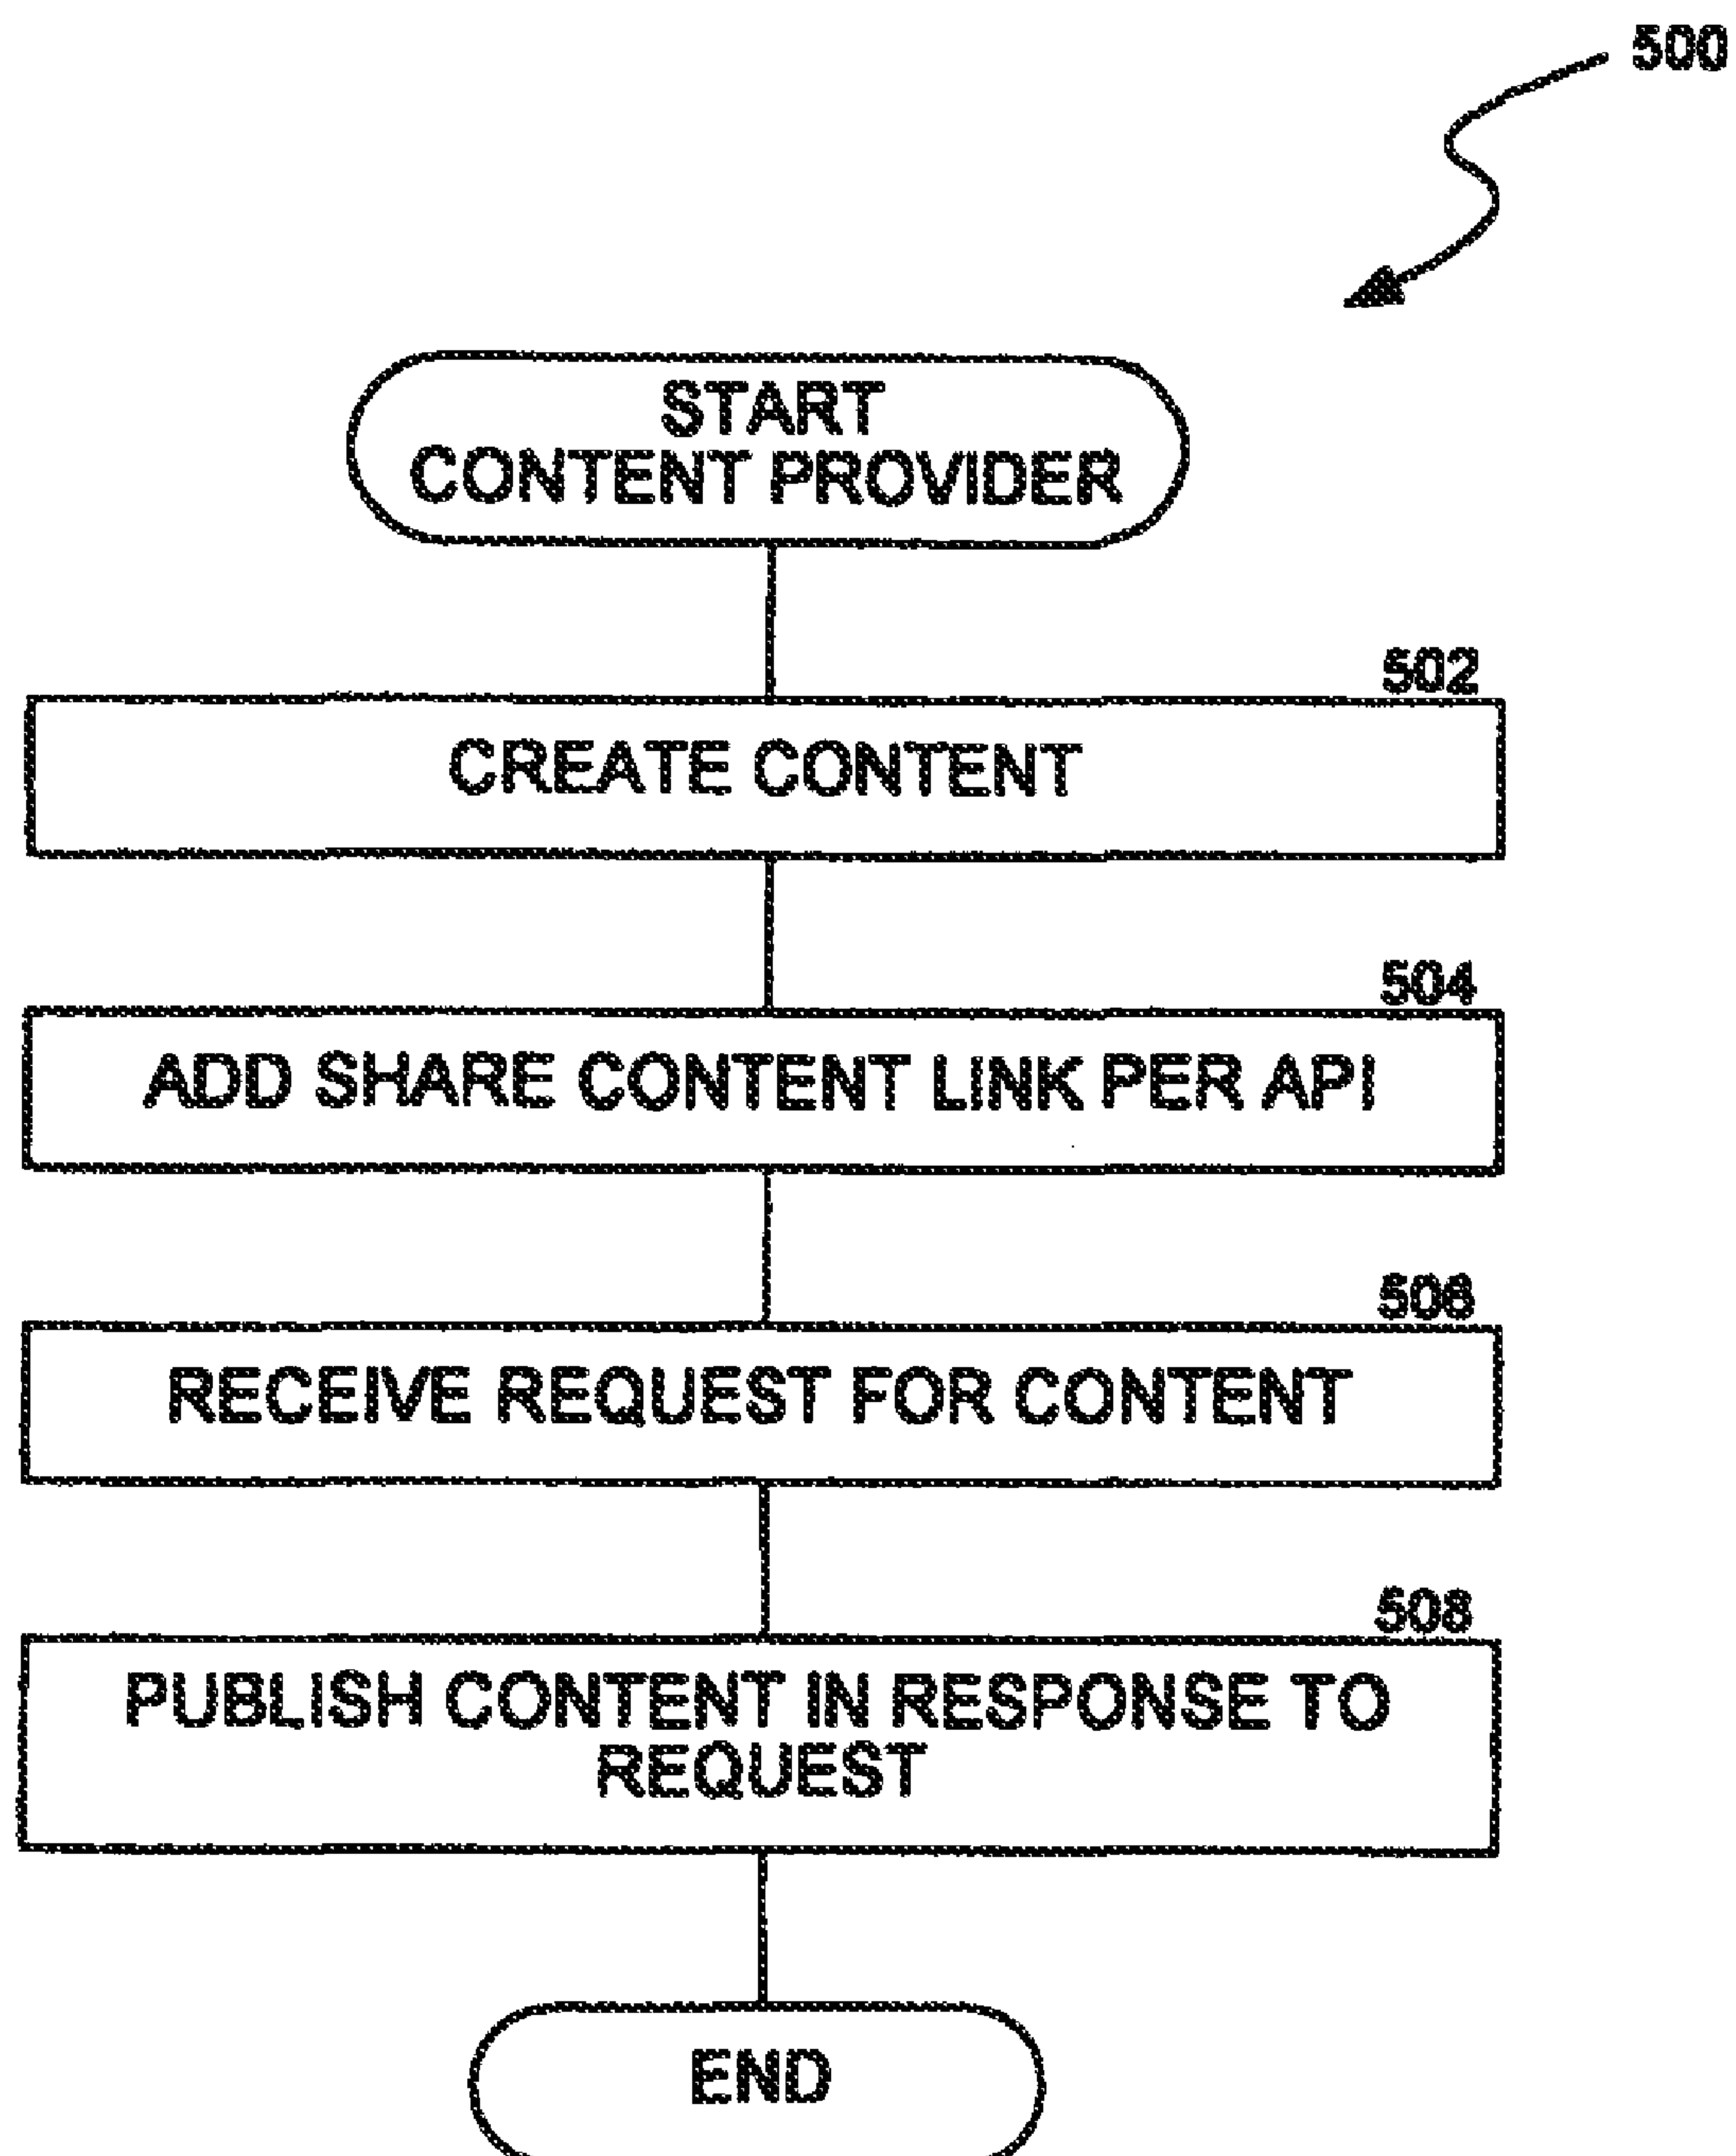 500
START
CONTENT PROVIDER
502
CREATE CONTENT
504
ADD SHARE CONTENT LINK PER API
506
RECEIVE REQUEST FOR CONTENT
508
PUBLISH CONTENT IN RESPONSE TO
REQUEST
END